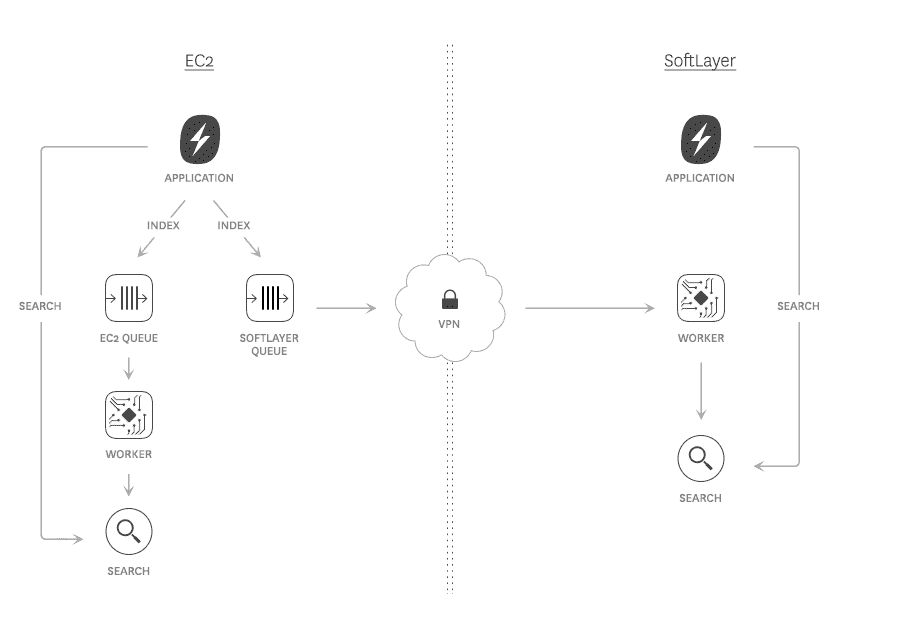 EC2
SoftLayer
APPLICATION
APPLICATION
INDEX
INDEX
SEARCH
EC2 QUEUE
SOFTLAYER
QUEUE
VPN
WORKER
SEARCH
WORKER
SEARCH
SEARCH